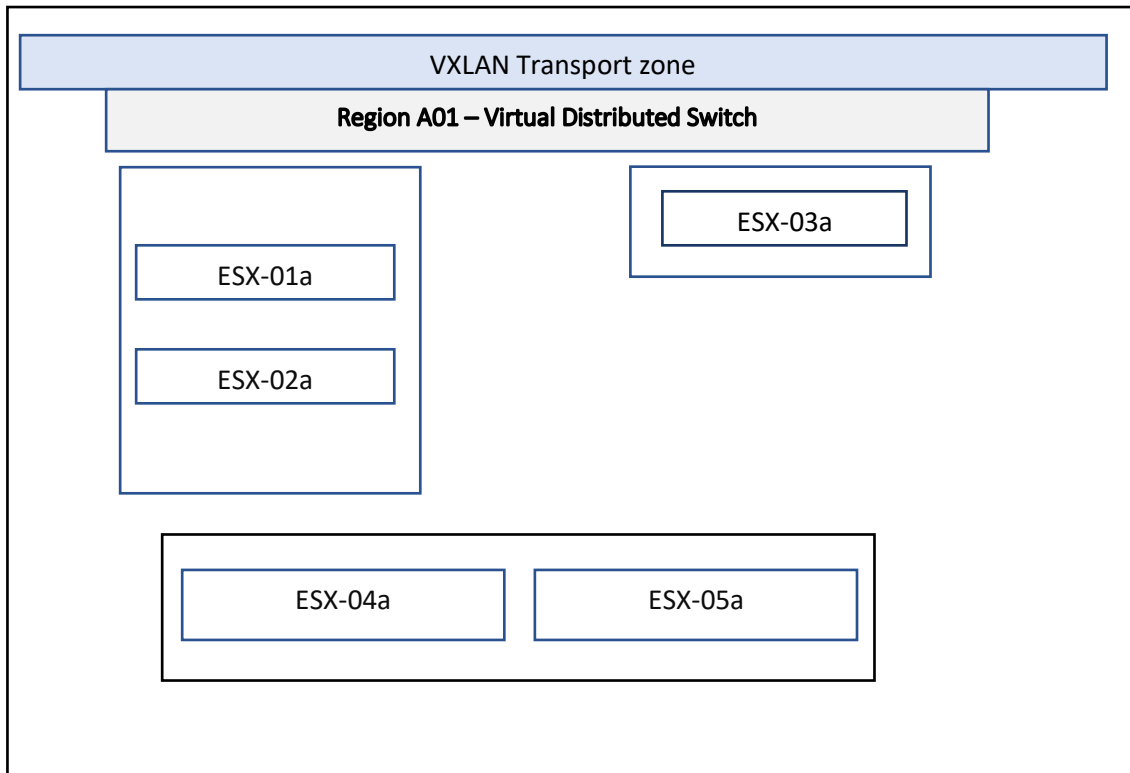 VXLAN Transport zone
Region A01 – Virtual Distributed Switch
ESX-03a
ESX-01a
ESX-02a
ESX-04a
ESX-05a